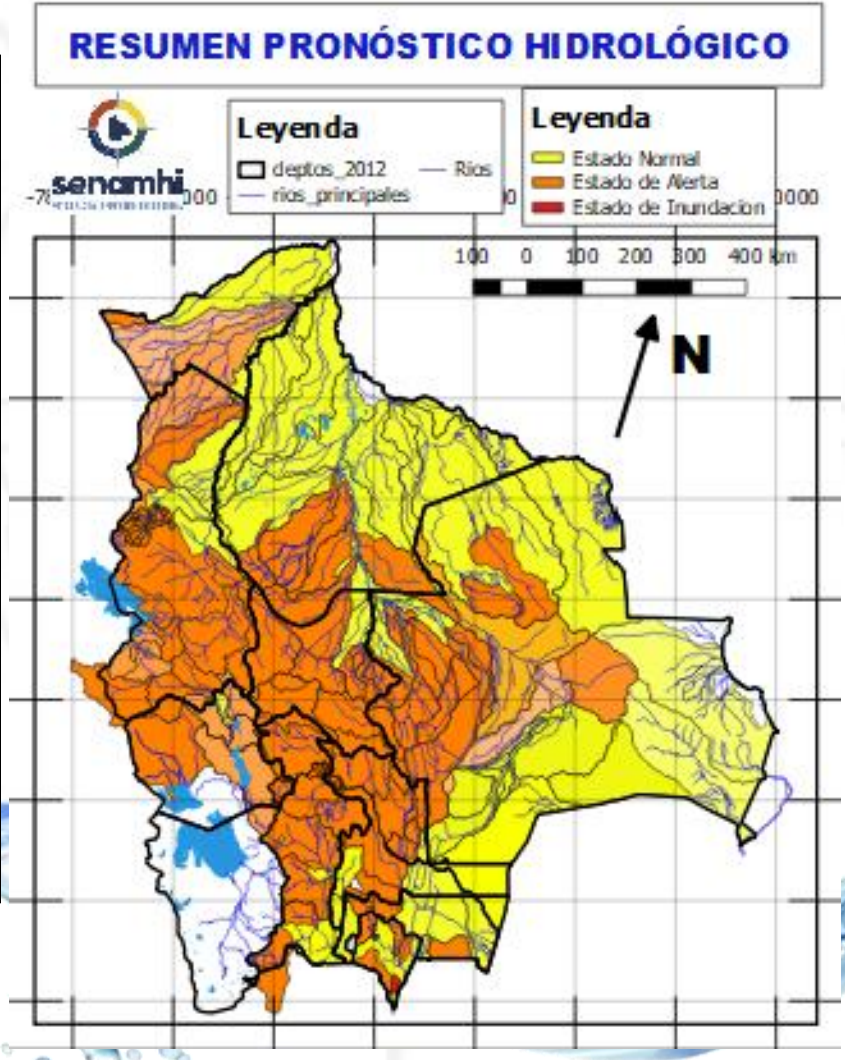 RESUMEN PRONÓSTICO HIDROLÓGICO
senamhi
Leyenda
deptos_2012
Rios
rios_principales
Leyenda
Estado Normal
Estado de Alerta
Estado de Inundacion
100 0 100 200 300 400 km
N